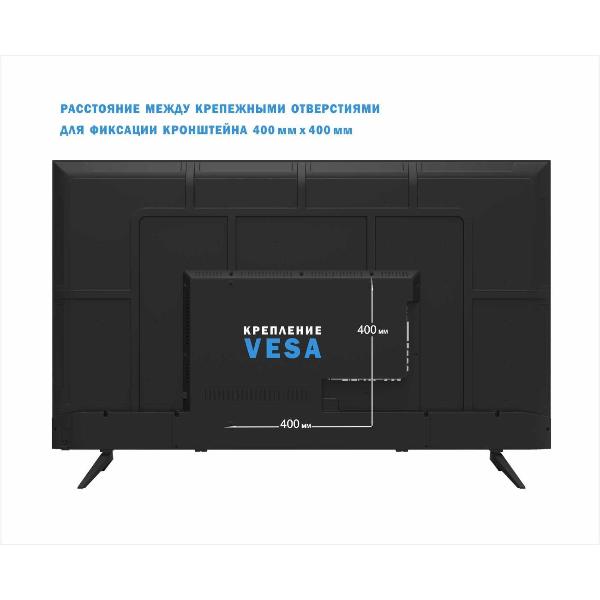 РАССТОЯНИЕ МЕЖДУ КРЕПЕЖНЫМИ ОТВЕРСТИЯМИ
ДЛЯ ФИКСАЦИИ КРОНШТЕЙНА 400 мм х 400 мм
КРЕПЛЕНИЕ
VESA
400 мм
400 мм